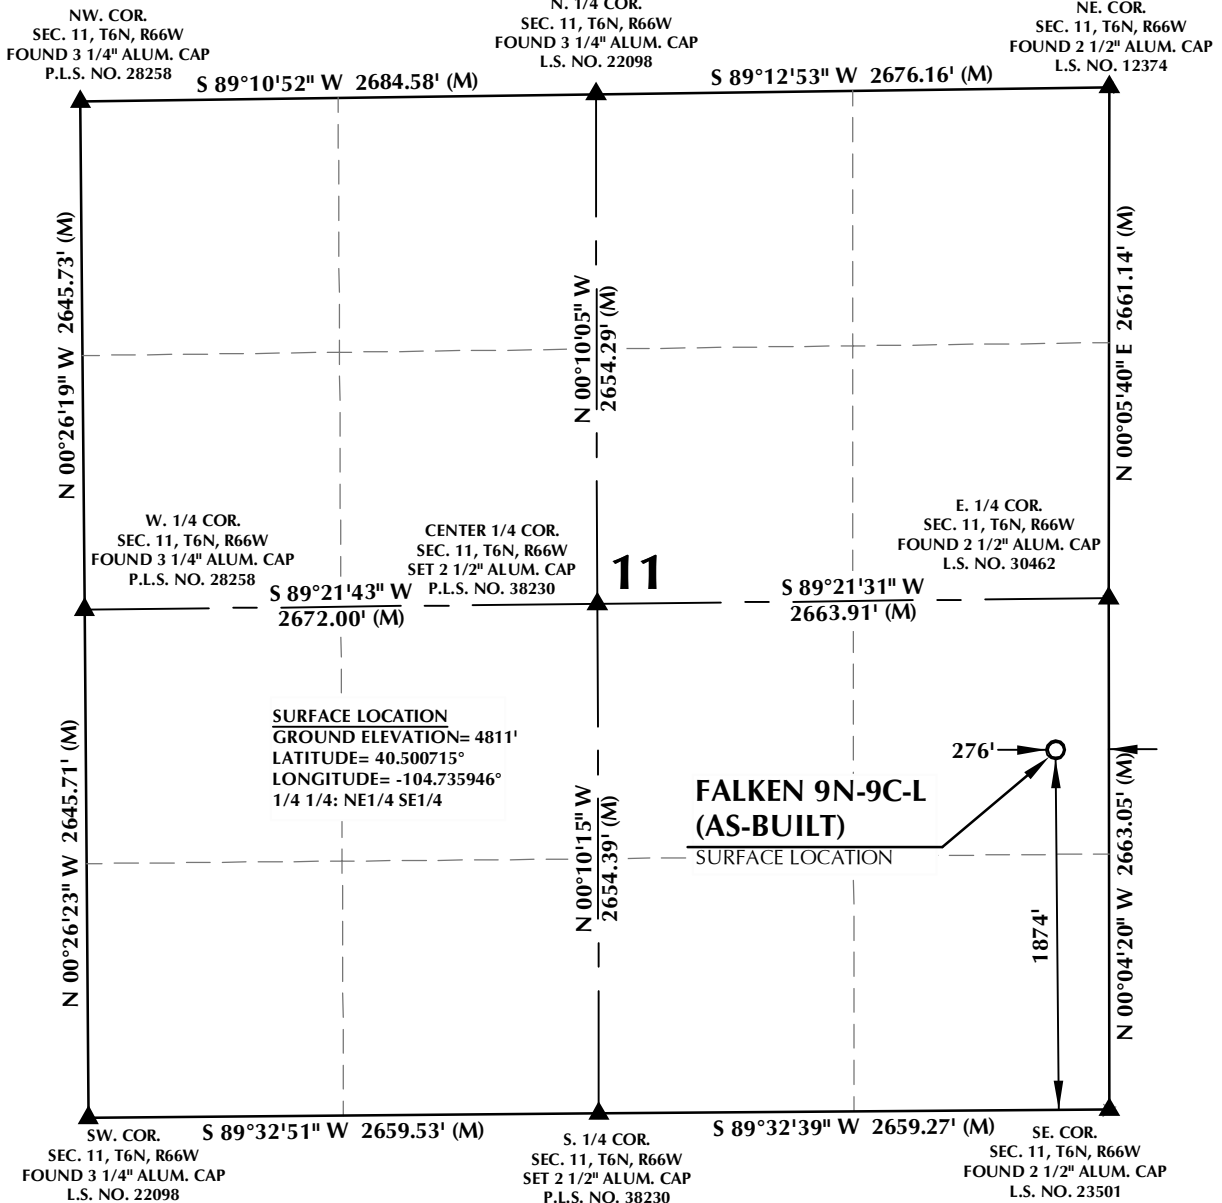 NW. COR.
SEC. 11, T6N, R66W
FOUND 3 1/4" ALUM. CAP
P.L.S. NO. 28258
N. 1/4 COR.
SEC. 11, T6N, R66W
FOUND 3 1/4" ALUM. CAP
L.S. NO. 22098
NE. COR.
SEC. 11, T6N, R66W
FOUND 2 1/2" ALUM. CAP
L.S. NO. 12374
S 89°10'52" W 2684.58' (M)
S 89°12'53" W 2676.16' (M)
N 00°26'19" W 2645.73' (M)
N 00°10'05" W
2654.29' (M)
N 00°05'40" E 2661.14' (M)
W. 1/4 COR.
SEC. 11, T6N, R66W
FOUND 3 1/4" ALUM. CAP
P.L.S. NO. 28258
CENTER 1/4 COR.
SEC. 11, T6N, R66W
SET 2 1/2" ALUM. CAP
P.L.S. NO. 38230
11
E. 1/4 COR.
SEC. 11, T6N, R66W
FOUND 2 1/2" ALUM. CAP
L.S. NO. 30462
S 89°21'43" W
2672.00' (M)
S 89°21'31" W
2663.91' (M)
SURFACE LOCATION
GROUND ELEVATION= 4811'
LATITUDE= 40.500715°
LONGITUDE= -104.735946°
1/4 1/4: NE1/4 SE1/4
276'
FALKEN 9N-9C-L
(AS-BUILT)
SURFACE LOCATION
N 00°26'23" W 2645.71' (M)
N 00°10'15" W
2654.39' (M)
1874'
N 00°04'20" W 2663.05' (M)
S 89°32'51" W 2659.53' (M)
S 89°32'39" W 2659.27' (M)
SW. COR.
SEC. 11, T6N, R66W
FOUND 3 1/4" ALUM. CAP
L.S. NO. 22098
S. 1/4 COR.
SEC. 11, T6N, R66W
SET 2 1/2" ALUM. CAP
P.L.S. NO. 38230
SE. COR.
SEC. 11, T6N, R66W
FOUND 2 1/2" ALUM. CAP
L.S. NO. 23501